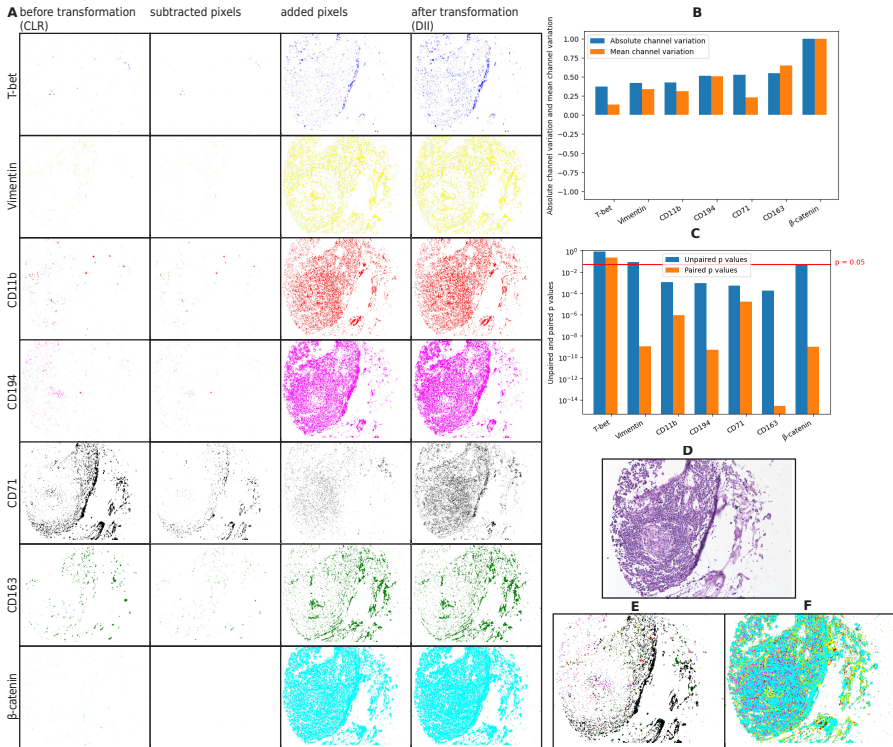 A before transformation (CLR) subtracted pixels added pixels after transformation (DII)
T-bet
Vimentin
CD11b
CD194
CD71
CD163
β-catenin
B
Absolute channel variation and mean channel variation
1.00
0.75
0.50
0.25
0.00
−0.25
−0.50
−0.75
−1.00
Absolute channel variation
Mean channel variation
T-bet Vimentin CD11b CD194 CD71 CD163 β-catenin
C
Unpaired and paired p values
10^0
10^−2
10^−4
10^−6
10^−8
10^−10
10^−12
10^−14
Unpaired p values
Paired p values
p = 0.05
T-bet Vimentin CD11b CD194 CD71 CD163 β-catenin
D
E F